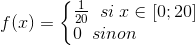 f(x) = { 1/20 si x ∈ [0; 20]
0 sinon